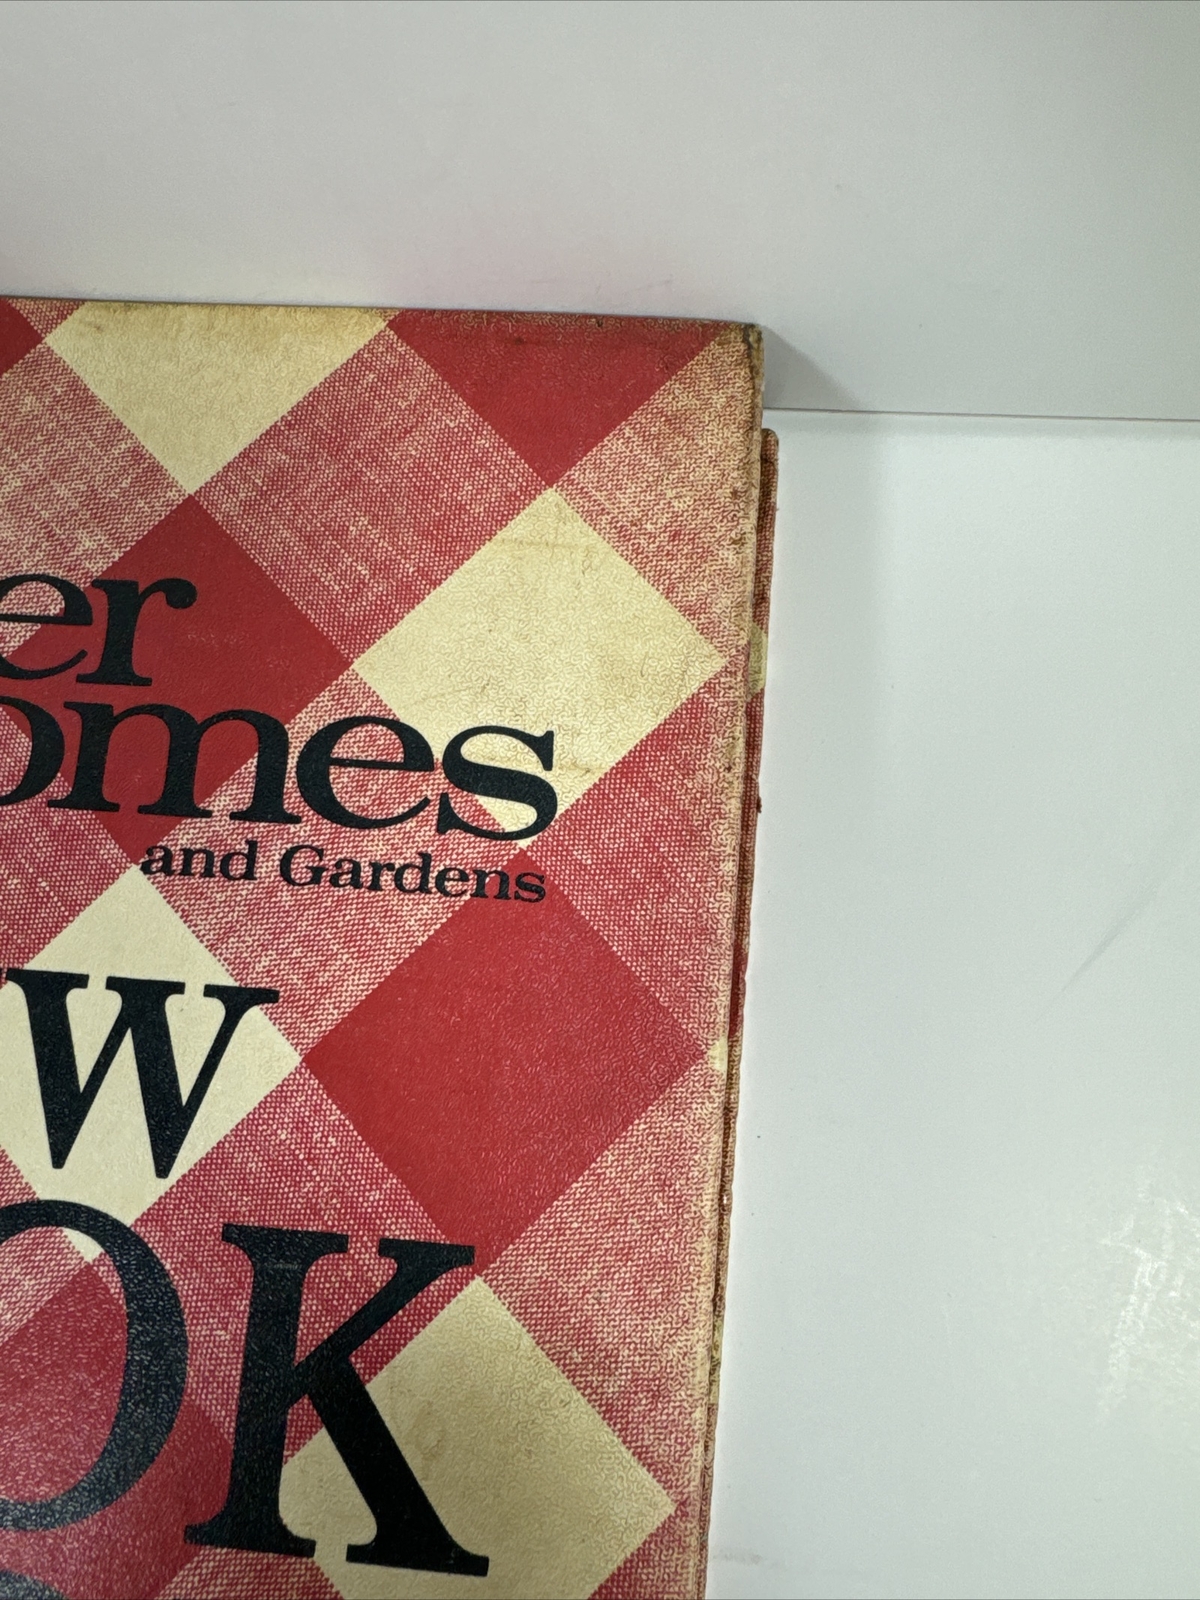 er
omes
and Gardens
W
OK